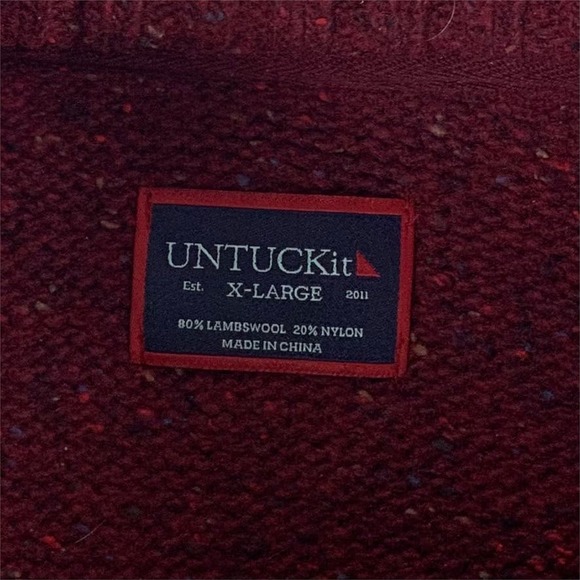 UNTUCKit
Est. X-LARGE 2011
80% LAMBSWOOL 20% NYLON
MADE IN CHINA